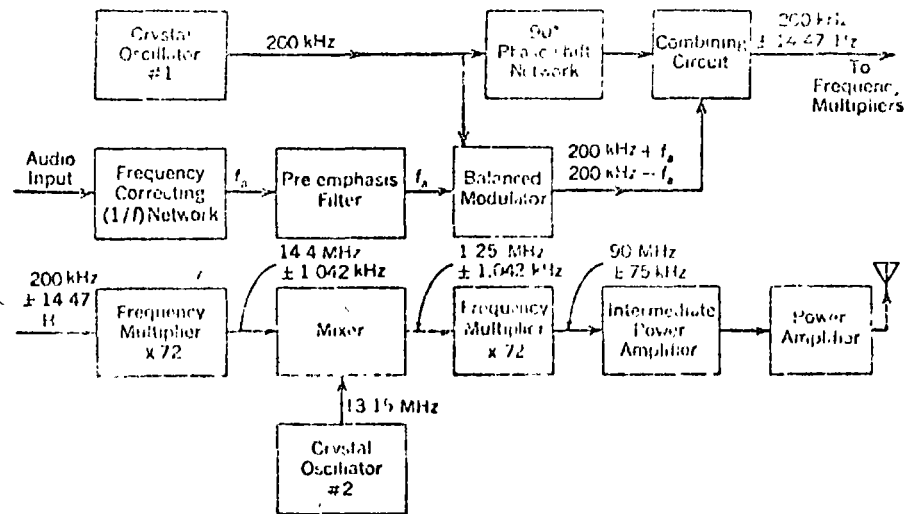 Crystal
Oscillator
#1
200 kHz
90°
Phase shift
Network
Combining
Circuit
200 kHz
± 14.47 Hz
To
Multipliers
Audio
Input
Frequency
Correcting
(1/f) Network
fa
Pre emphasis
Filter
fa
Balanced
Modulator
200 kHz + fa
200 kHz - fa
200 kHz
± 14 47
Frequency
Multiplier
x 72
14 4 MHz
± 1 042 kHz
Mixer
1.25 MHz
± 1,042 kHz
Frequency
Multiplier
x 72
90 MHz
± 75 kHz
Intermediate
Power
Amplifier
Power
Amplifier
13 15 MHz
Crystal
Oscillator
#2